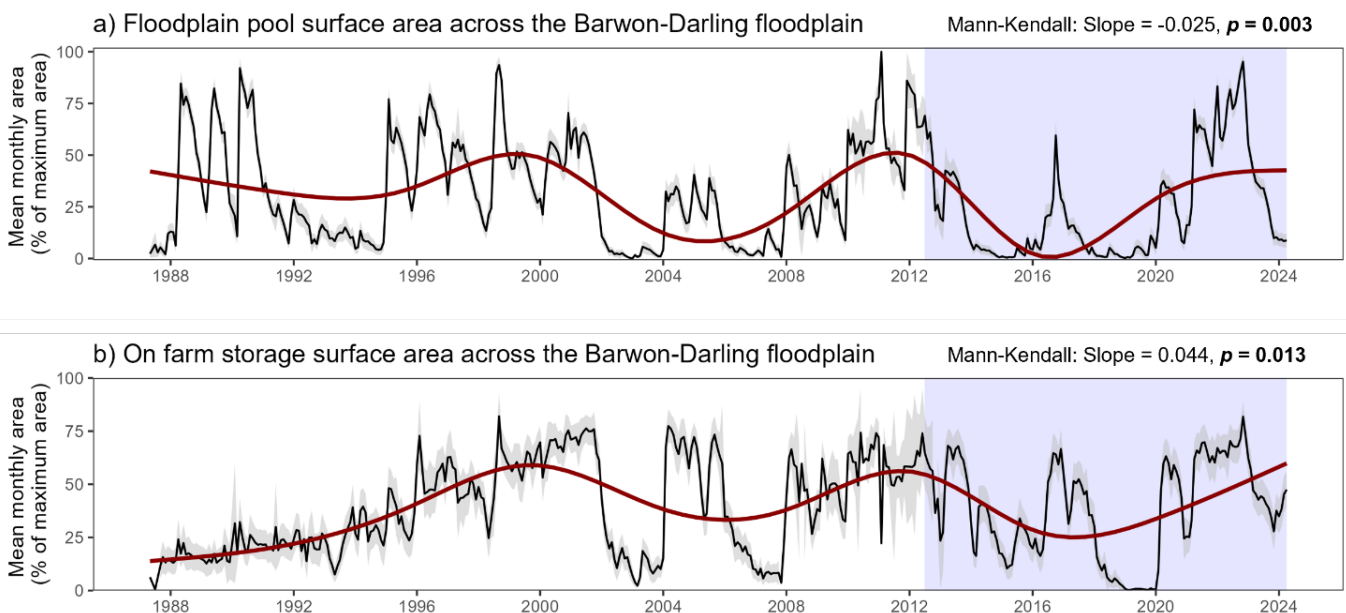 a) Floodplain pool surface area across the Barwon-Darling floodplain
Mann-Kendall: Slope = -0.025, p = 0.003
Mean monthly area
(% of maximum area)
100
75
50
25
0
1988 1992 1996 2000 2004 2008 2012 2016 2020 2024
b) On farm storage surface area across the Barwon-Darling floodplain
Mann-Kendall: Slope = 0.044, p = 0.013
Mean monthly area
(% of maximum area)
100
75
50
25
0
1988 1992 1996 2000 2004 2008 2012 2016 2020 2024